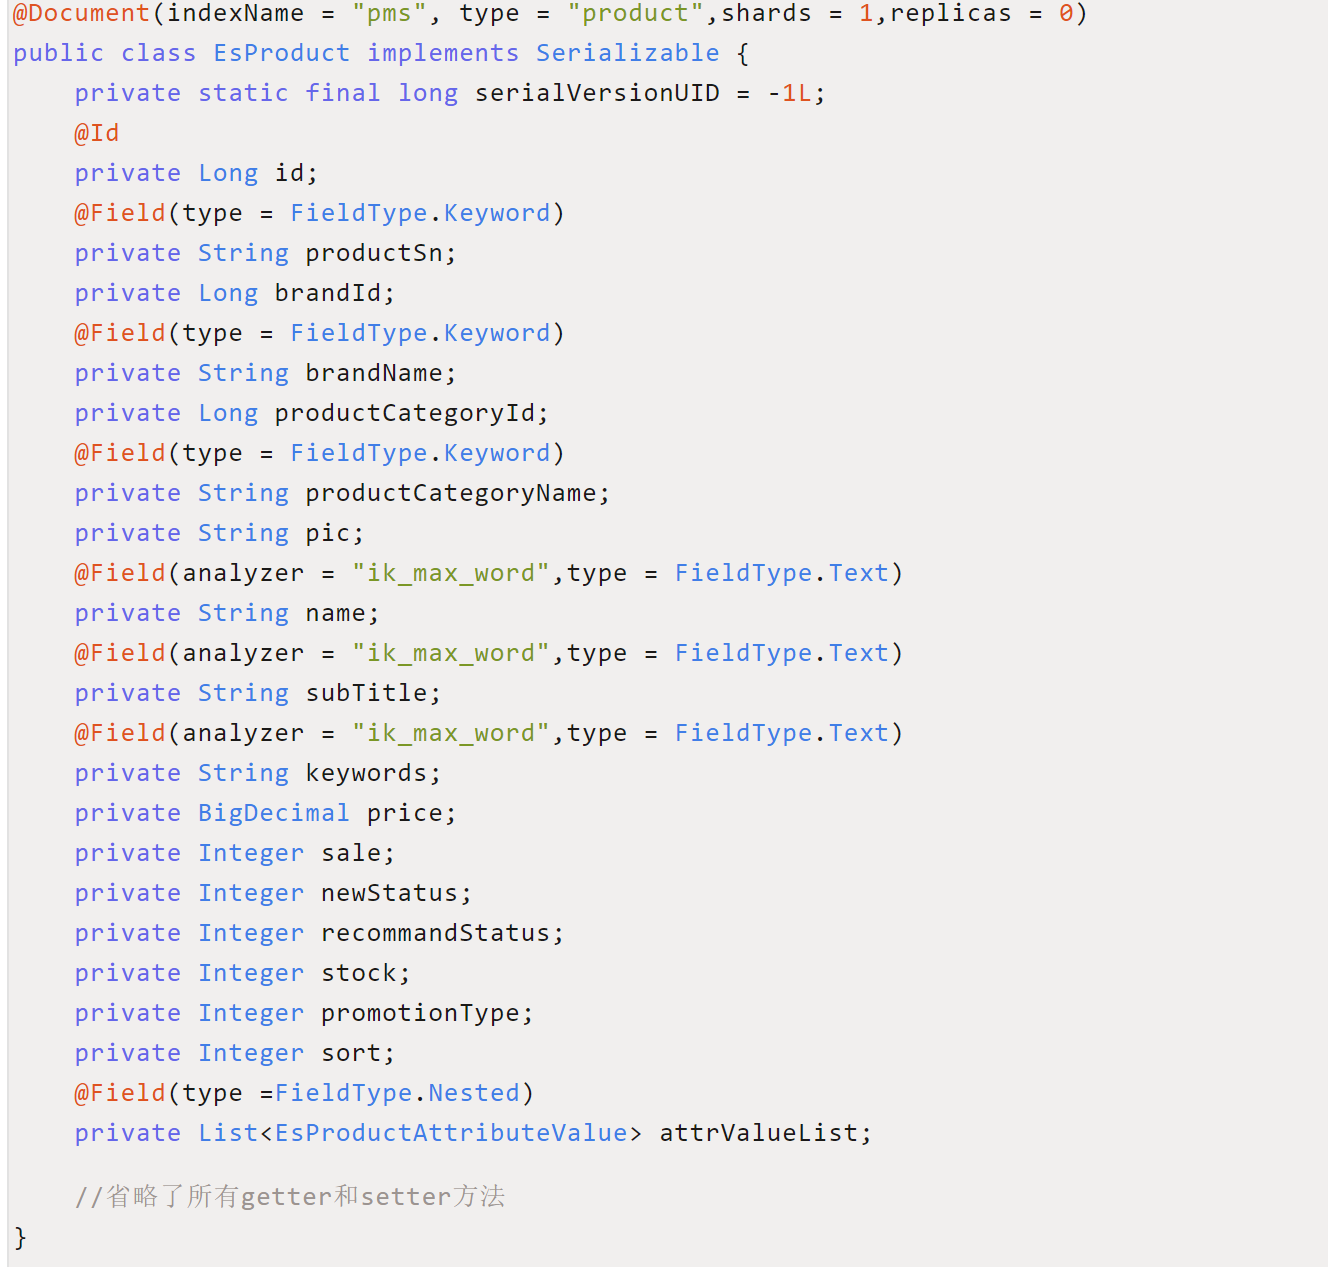 @Document(indexName = "pms", type = "product",shards = 1,replicas = 0)
public class EsProduct implements Serializable {
    private static final long serialVersionUID = -1L;
    @Id
    private Long id;
    @Field(type = FieldType.Keyword)
    private String productSn;
    private Long brandId;
    @Field(type = FieldType.Keyword)
    private String brandName;
    private Long productCategoryId;
    @Field(type = FieldType.Keyword)
    private String productCategoryName;
    private String pic;
    @Field(analyzer = "ik_max_word",type = FieldType.Text)
    private String name;
    @Field(analyzer = "ik_max_word",type = FieldType.Text)
    private String subTitle;
    @Field(analyzer = "ik_max_word",type = FieldType.Text)
    private String keywords;
    private BigDecimal price;
    private Integer sale;
    private Integer newStatus;
    private Integer recommandStatus;
    private Integer stock;
    private Integer promotionType;
    private Integer sort;
    @Field(type =FieldType.Nested)
    private List<EsProductAttributeValue> attrValueList;
    //省略了所有getter和setter方法
}